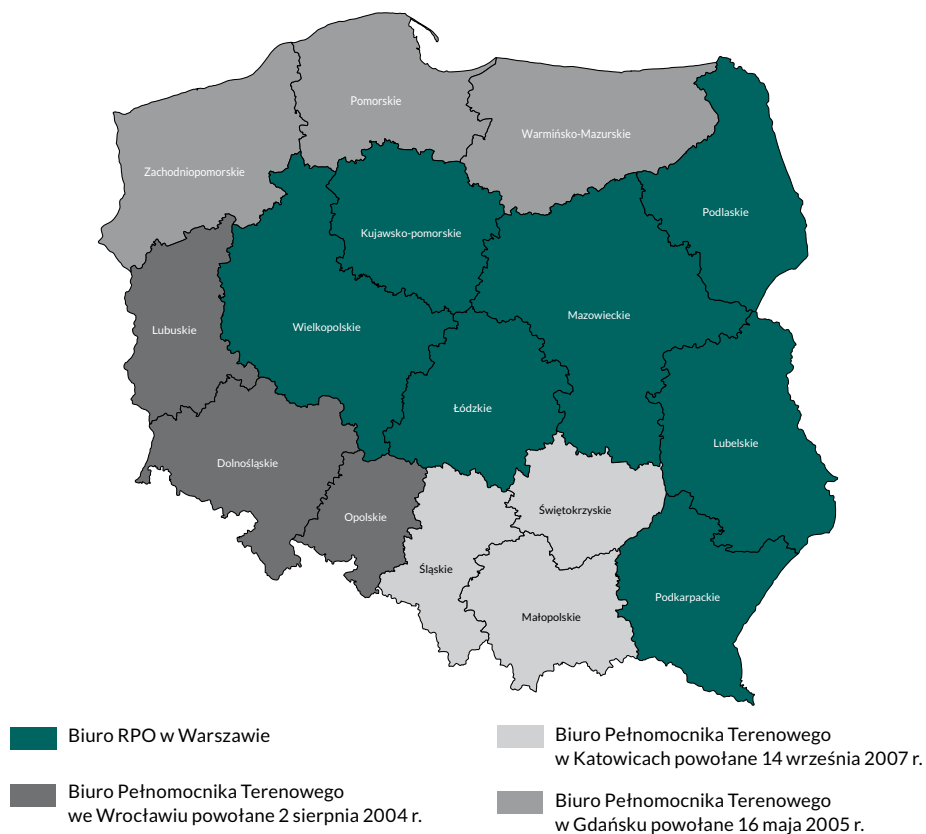 Pomorskie
Warmińsko-Mazurskie
Zachodniopomorskie
Podlaskie
Kujawsko-pomorskie
Mazowieckie
Wielkopolskie
Lubuskie
Łódzkie
Lubelskie
Dolnośląskie
Opolskie
Świętokrzyskie
Śląskie
Podkarpackie
Małopolskie
Biuro RPO w Warszawie
Biuro Pełnomocnika Terenowego
we Wrocławiu powołane 2 sierpnia 2004 r.
Biuro Pełnomocnika Terenowego
w Katowicach powołane 14 września 2007 r.
Biuro Pełnomocnika Terenowego
w Gdańsku powołane 16 maja 2005 r.